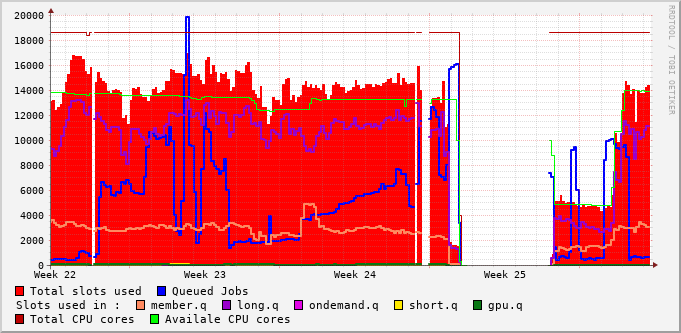 RRDTOOL / TOBI OETIKER
20000
18000
16000
14000
12000
10000
8000
6000
4000
2000
0
Week 22 Week 23 Week 24 Week 25
Total slots used Queued Jobs
Slots used in : member.q long.q ondemand.q short.q gpu.q
Total CPU cores Availale CPU cores